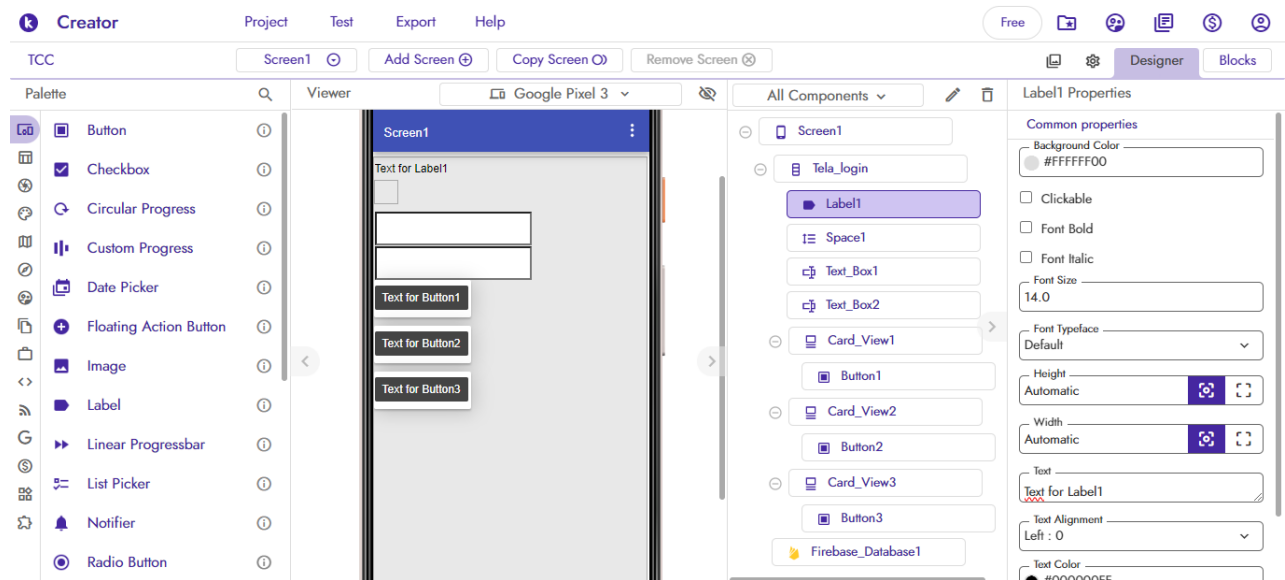 Creator
Project
Test
Export
Help
Free
TCC
Screen1
Add Screen
Copy Screen
Remove Screen
Designer
Blocks
Palette
Viewer
Google Pixel 3
All Components
Label1 Properties
Button
Checkbox
Circular Progress
Custom Progress
Date Picker
Floating Action Button
Image
Label
Linear Progressbar
List Picker
Notifier
Radio Button
Screen1
Text for Label1
Text for Button1
Text for Button2
Text for Button3
Screen1
Tela_login
Label1
Space1
Text_Box1
Text_Box2
Card_View1
Button1
Card_View2
Button2
Card_View3
Button3
Firebase_Database1
Common properties
Background Color
#FFFFFF00
Clickable
Font Bold
Font Italic
Font Size
14.0
Font Typeface
Default
Height
Automatic
Width
Automatic
Text
Text for Label1
Text Alignment
Left : 0
Text Color
#000000FF